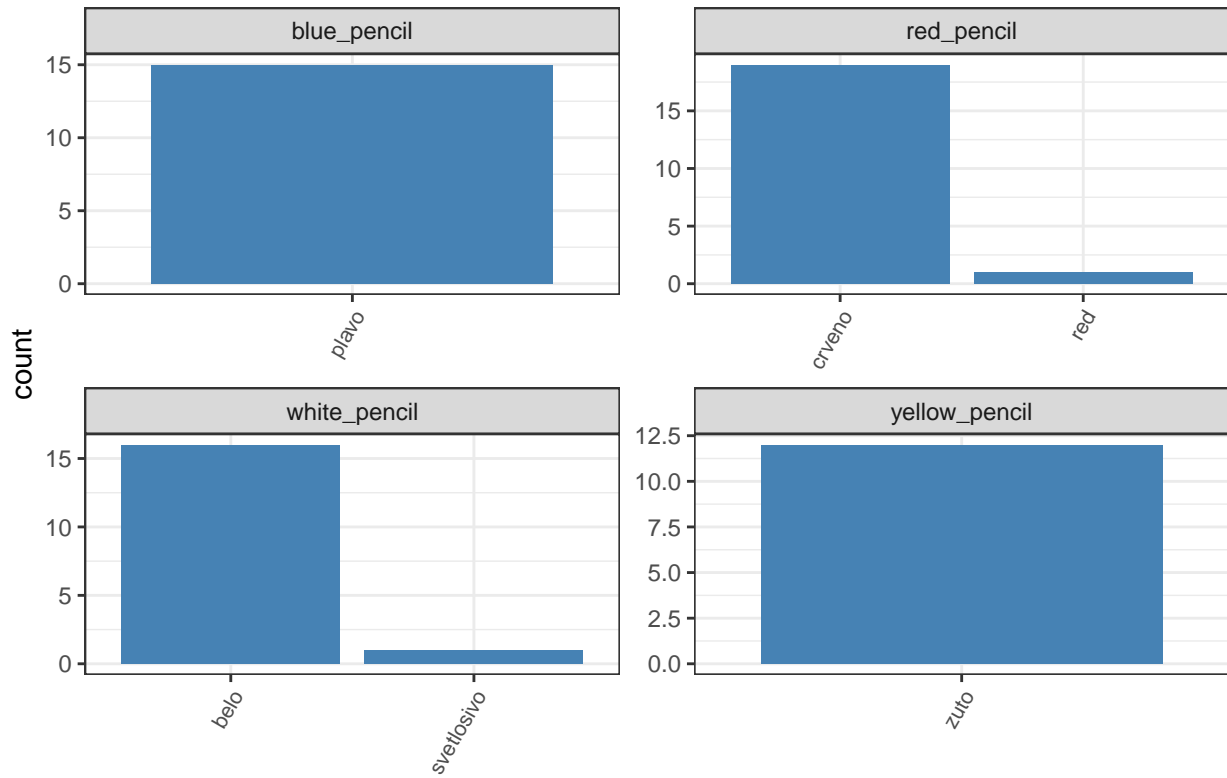 blue_pencil
15
10
5
0
plavo
red_pencil
15
10
5
0
crveno
red
count
white_pencil
15
10
5
0
belo
svetlosivo
yellow_pencil
12.5
10.0
7.5
5.0
2.5
0.0
zuto